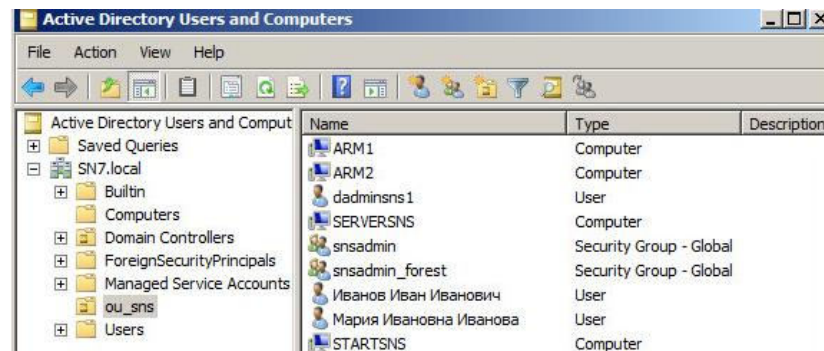 Active Directory Users and Computers
File Action View Help
Active Directory Users and Comput
Saved Queries
SN7.local
Builtin
Computers
Domain Controllers
ForeignSecurityPrincipals
Managed Service Accounts
ou_sns
Users
Name Type Description
ARM1 Computer
ARM2 Computer
dadminsns1 User
SERVERSNS Computer
snsadmin Security Group - Global
snsadmin_forest Security Group - Global
Иванов Иван Иванович User
Мария Ивановна Иванова User
STARTSNS Computer